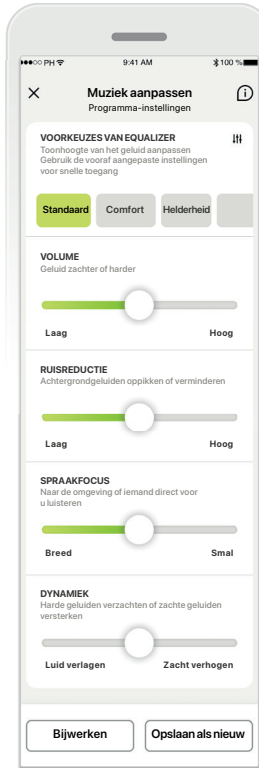 PH 9:41 AM 100 %
Muziek aanpassen
Programma-instellingen
VOORKEUZES VAN EQUALIZER
Toonhoogte van het geluid aanpassen
Gebruik de vooraf aangepaste instellingen
voor snelle toegang
Standaard Comfort Helderheid
VOLUME
Geluid zachter of harder
Laag Hoog
RUISREDUCTIE
Achtergrondgeluiden oppikken of verminderen
Laag Hoog
SPRAAKFOCUS
Naar de omgeving of iemand direct voor
u luisteren
Breed Smal
DYNAMIEK
Harde geluiden verzachten of zachte geluiden
versterken
Luid verlagen Zacht verhogen
Bijwerken Opslaan als nieuw